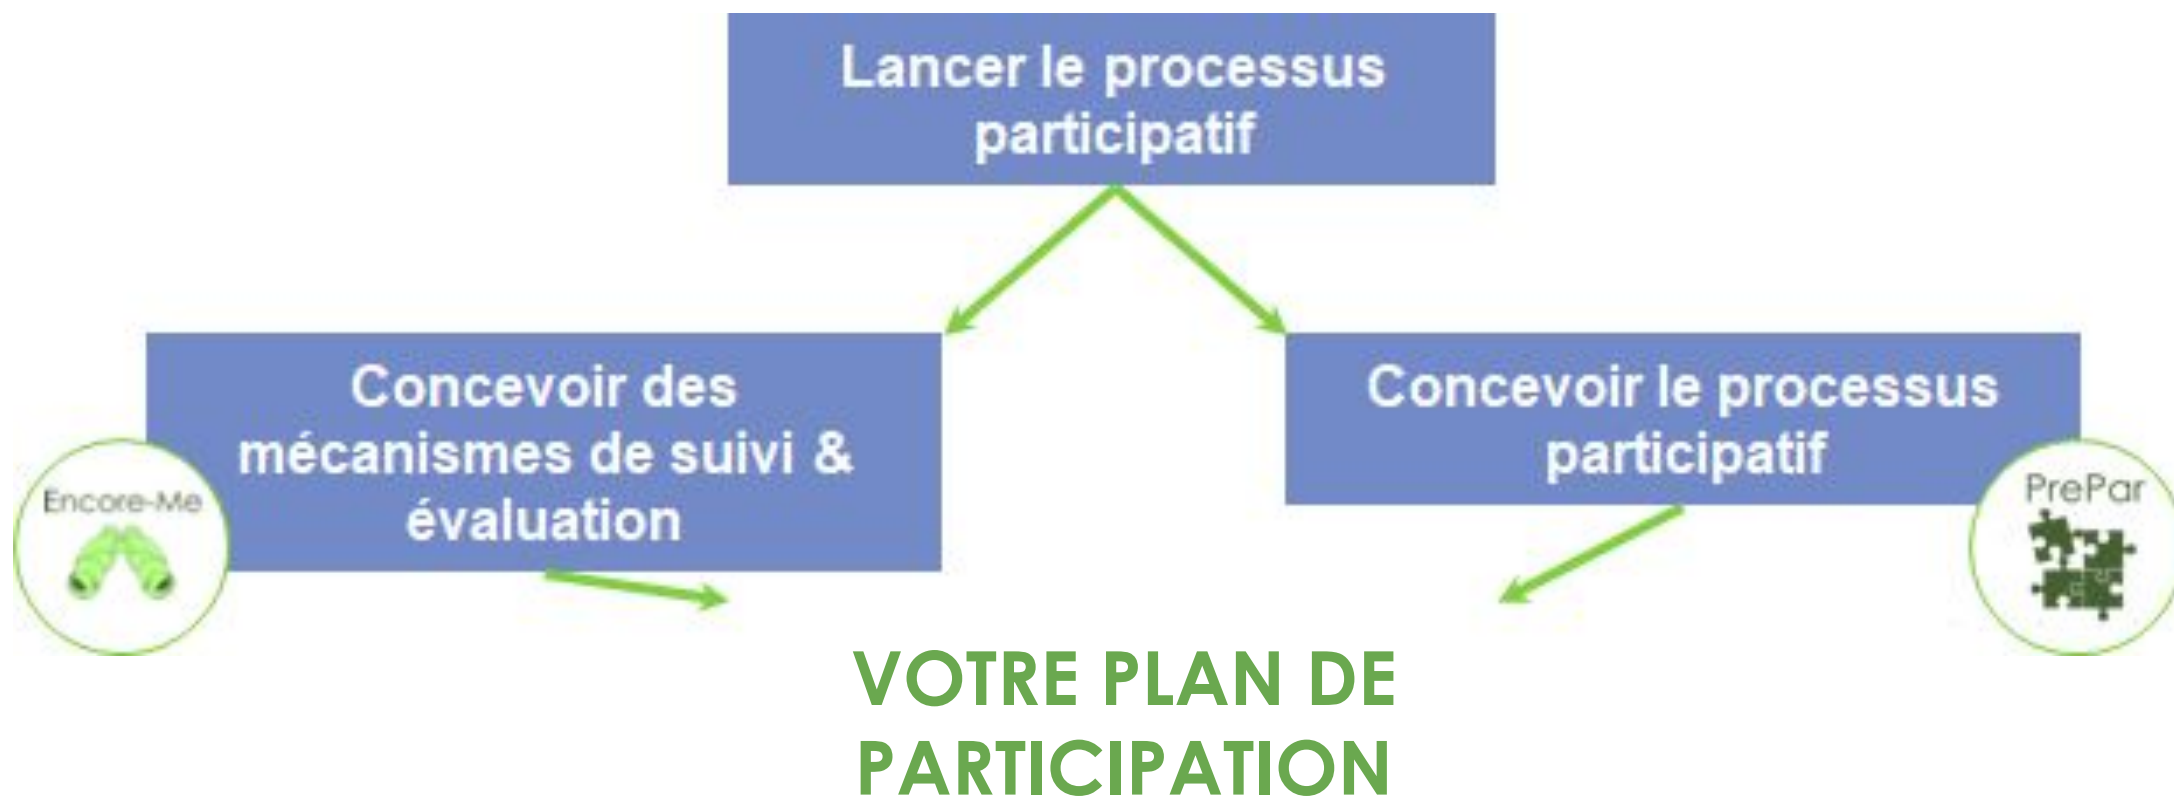 Lancer le processus
participatif
Concevoir des
mécanismes de suivi &
évaluation
Concevoir le processus
participatif
Encore-Me
PrePar
VOTRE PLAN DE
PARTICIPATION